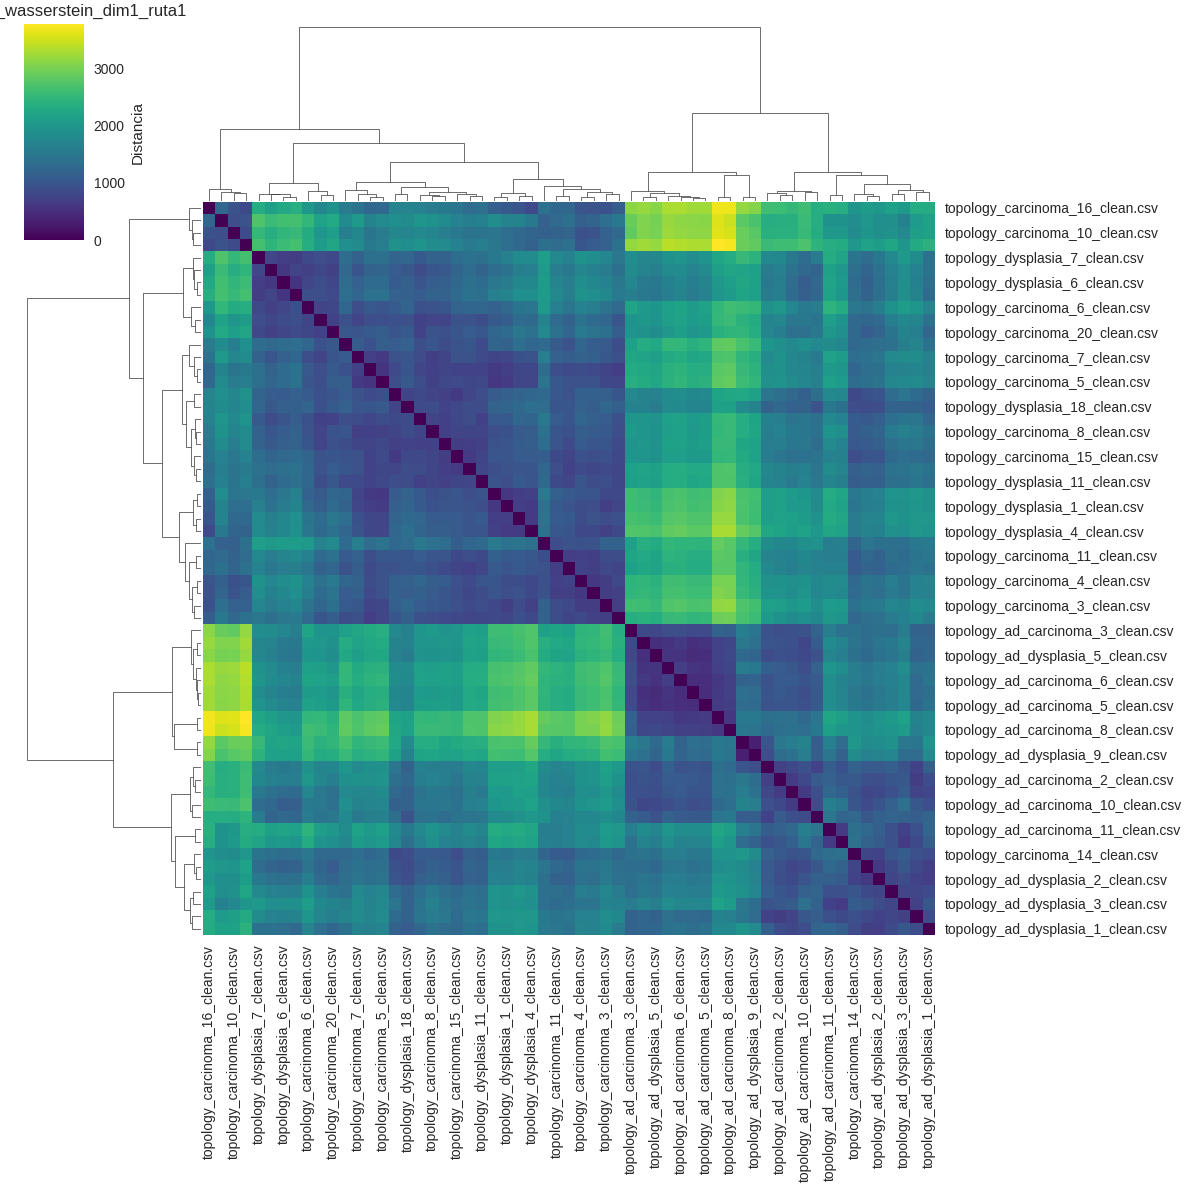 _wasserstein_dim1_ruta1
3000
2000
1000
0
Distancia
topology_carcinoma_16_clean.csv
topology_carcinoma_10_clean.csv
topology_dysplasia_7_clean.csv
topology_dysplasia_6_clean.csv
topology_carcinoma_6_clean.csv
topology_carcinoma_20_clean.csv
topology_carcinoma_7_clean.csv
topology_carcinoma_5_clean.csv
topology_dysplasia_18_clean.csv
topology_carcinoma_8_clean.csv
topology_carcinoma_15_clean.csv
topology_dysplasia_11_clean.csv
topology_dysplasia_1_clean.csv
topology_dysplasia_4_clean.csv
topology_carcinoma_11_clean.csv
topology_carcinoma_4_clean.csv
topology_carcinoma_3_clean.csv
topology_ad_carcinoma_3_clean.csv
topology_ad_dysplasia_5_clean.csv
topology_ad_carcinoma_6_clean.csv
topology_ad_carcinoma_5_clean.csv
topology_ad_carcinoma_8_clean.csv
topology_ad_dysplasia_9_clean.csv
topology_ad_carcinoma_2_clean.csv
topology_ad_carcinoma_10_clean.csv
topology_ad_carcinoma_11_clean.csv
topology_carcinoma_14_clean.csv
topology_ad_dysplasia_2_clean.csv
topology_ad_dysplasia_3_clean.csv
topology_ad_dysplasia_1_clean.csv
topology_carcinoma_16_clean.csv
topology_carcinoma_10_clean.csv
topology_dysplasia_7_clean.csv
topology_dysplasia_6_clean.csv
topology_carcinoma_6_clean.csv
topology_carcinoma_20_clean.csv
topology_carcinoma_7_clean.csv
topology_carcinoma_5_clean.csv
topology_dysplasia_18_clean.csv
topology_carcinoma_8_clean.csv
topology_carcinoma_15_clean.csv
topology_dysplasia_11_clean.csv
topology_dysplasia_1_clean.csv
topology_dysplasia_4_clean.csv
topology_carcinoma_11_clean.csv
topology_carcinoma_4_clean.csv
topology_carcinoma_3_clean.csv
topology_ad_carcinoma_3_clean.csv
topology_ad_dysplasia_5_clean.csv
topology_ad_carcinoma_6_clean.csv
topology_ad_carcinoma_5_clean.csv
topology_ad_carcinoma_8_clean.csv
topology_ad_dysplasia_9_clean.csv
topology_ad_carcinoma_2_clean.csv
topology_ad_carcinoma_10_clean.csv
topology_ad_carcinoma_11_clean.csv
topology_carcinoma_14_clean.csv
topology_ad_dysplasia_2_clean.csv
topology_ad_dysplasia_3_clean.csv
topology_ad_dysplasia_1_clean.csv